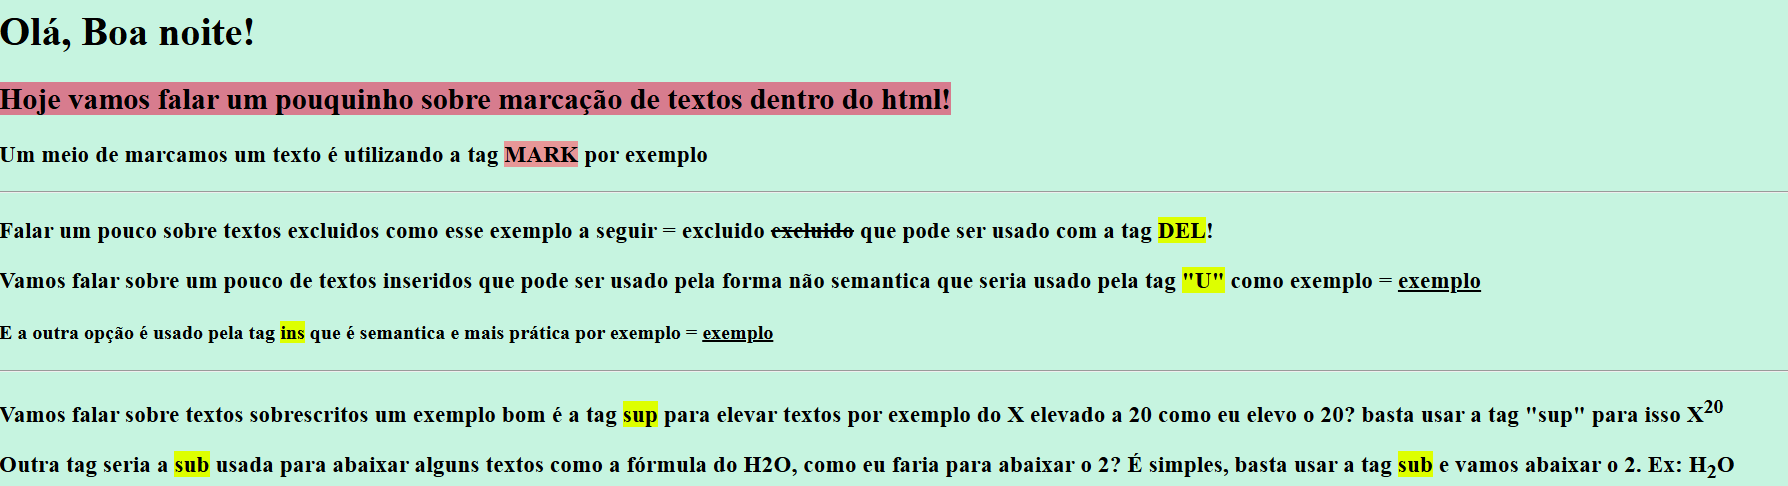 Olá, Boa noite!
Hoje vamos falar um pouquinho sobre marcação de textos dentro do html!
Um meio de marcamos um texto é utilizando a tag MARK por exemplo
Falar um pouco sobre textos excluidos como esse exemplo a seguir = excluido excluido que pode ser usado com a tag DEL!
Vamos falar sobre um pouco de textos inseridos que pode ser usado pela forma não semantica que seria usado pela tag "U" como exemplo = exemplo
E a outra opção é usado pela tag ins que é semantica e mais prática por exemplo = exemplo
Vamos falar sobre textos sobrescritos um exemplo bom é a tag sup para elevar textos por exemplo do X elevado a 20 como eu elevo o 20? basta usar a tag "sup" para isso X²⁰
Outra tag seria a sub usada para abaixar alguns textos como a fórmula do H2O, como eu faria para abaixar o 2? É simples, basta usar a tag sub e vamos abaixar o 2. Ex: H₂O